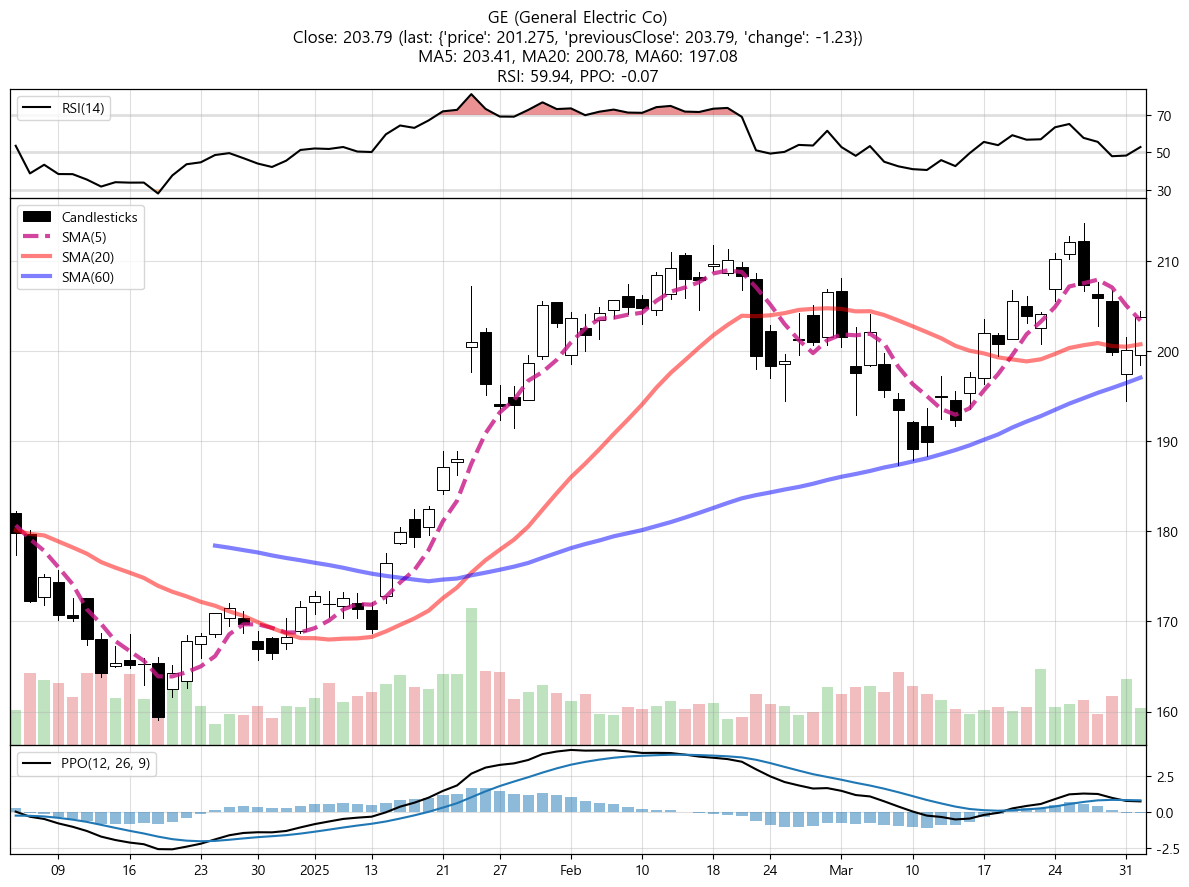 GE (General Electric Co)
Close: 203.79 (last: {'price': 201.275, 'previousClose': 203.79, 'change': -1.23})
MA5: 203.41, MA20: 200.78, MA60: 197.08
RSI: 59.94, PPO: -0.07
RSI(14)
70
50
30
Candlesticks
SMA(5)
SMA(20)
SMA(60)
210
200
190
180
170
160
PPO(12, 26, 9)
2.5
0.0
−2.5
09 16 23 30 2025 13 21 27 Feb 10 18 24 Mar 10 17 24 31